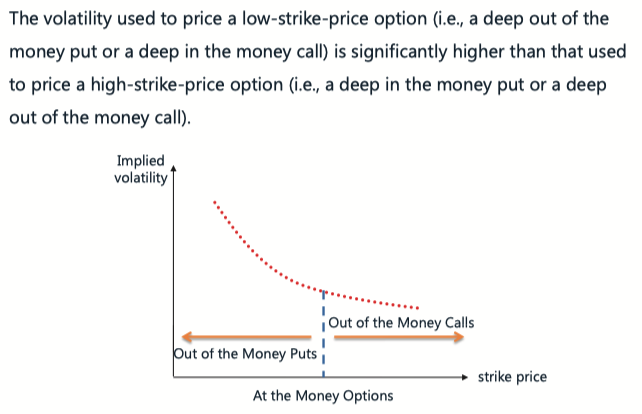 The volatility used to price a low-strike-price option (i.e., a deep out of the
money put or a deep in the money call) is significantly higher than that used
to price a high-strike-price option (i.e., a deep in the money put or a deep
out of the money call).
Implied
volatility
Out of the Money Calls
Out of the Money Puts
strike price
At the Money Options